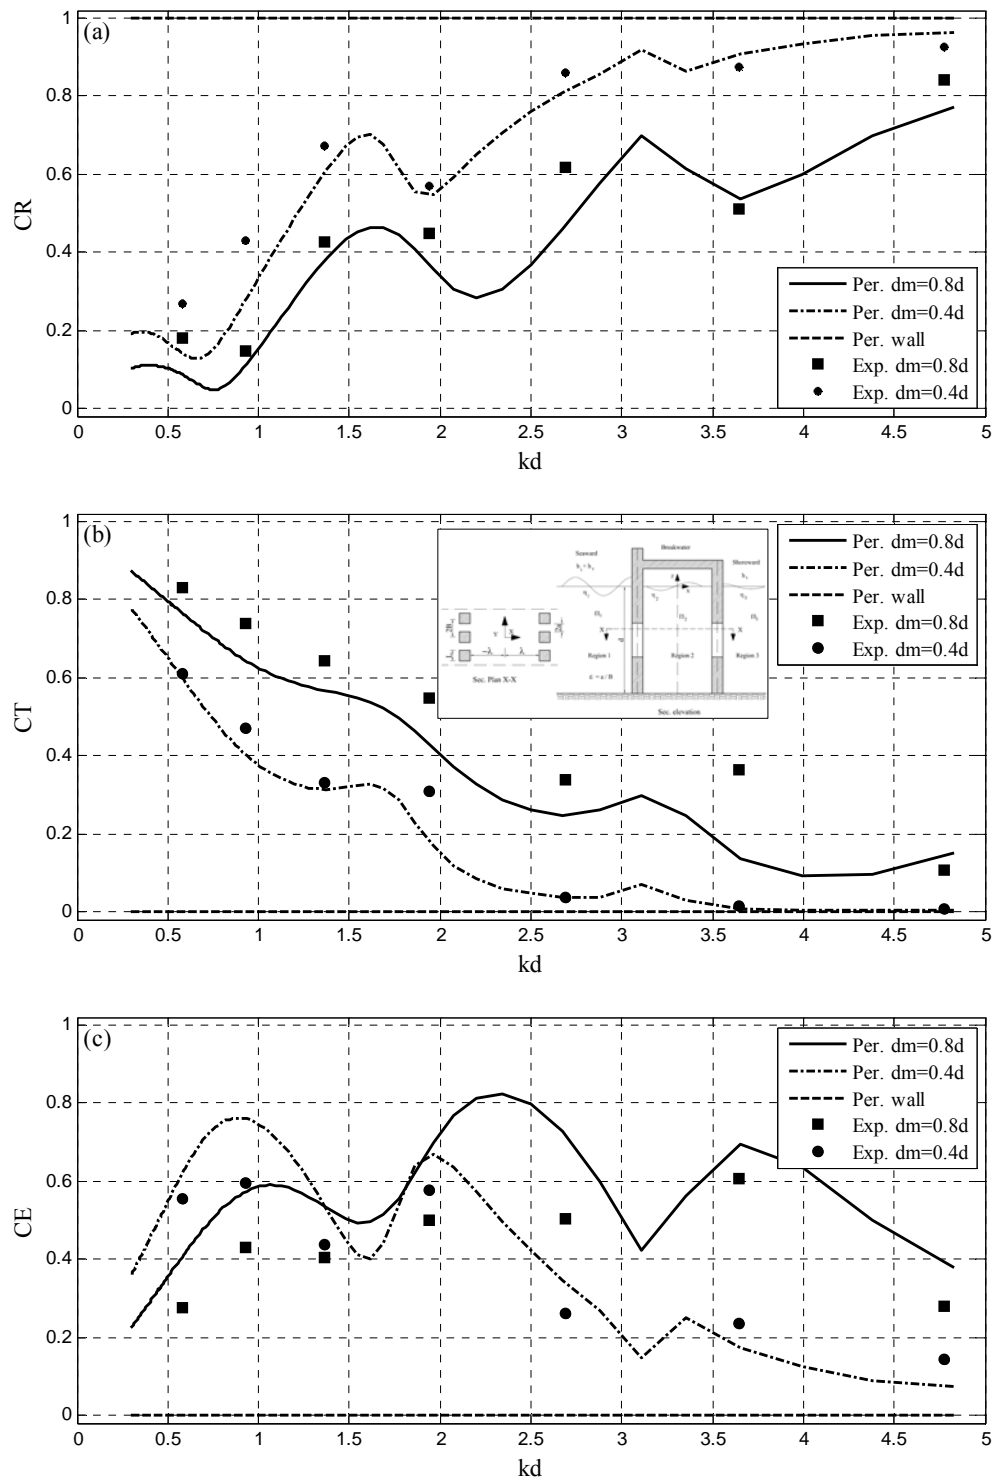 (a)
1
0.8
0.6
0.4
0.2
0
CR
Per. dm=0.8d
Per. dm=0.4d
Per. wall
Exp. dm=0.8d
Exp. dm=0.4d
0 0.5 1 1.5 2 2.5 3 3.5 4 4.5 5
kd
(b)
1
0.8
0.6
0.4
0.2
0
CT
Seaward
Breakwater
Shoreward
Region 1
Region 2
Region 3
Sec. Plan X-X
ε = a / B
Sec. elevation
Per. dm=0.8d
Per. dm=0.4d
Per. wall
Exp. dm=0.8d
Exp. dm=0.4d
0 0.5 1 1.5 2 2.5 3 3.5 4 4.5 5
kd
(c)
1
0.8
0.6
0.4
0.2
0
CE
Per. dm=0.8d
Per. dm=0.4d
Per. wall
Exp. dm=0.8d
Exp. dm=0.4d
0 0.5 1 1.5 2 2.5 3 3.5 4 4.5 5
kd